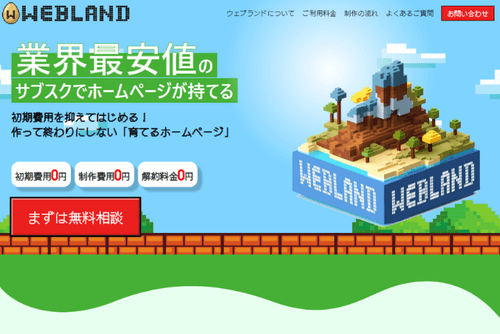 WEBLAND
ウェブランドについて ご利用料金 制作の流れ よくあるご質問 お問い合わせ
業界最安値の
サブスクでホームページが持てる
初期費用を抑えてはじめる！
作って終わりにしない「育てるホームページ」
初期費用0円 制作費用0円 解約料金0円
まずは無料相談
WEBLAND WEBLAND